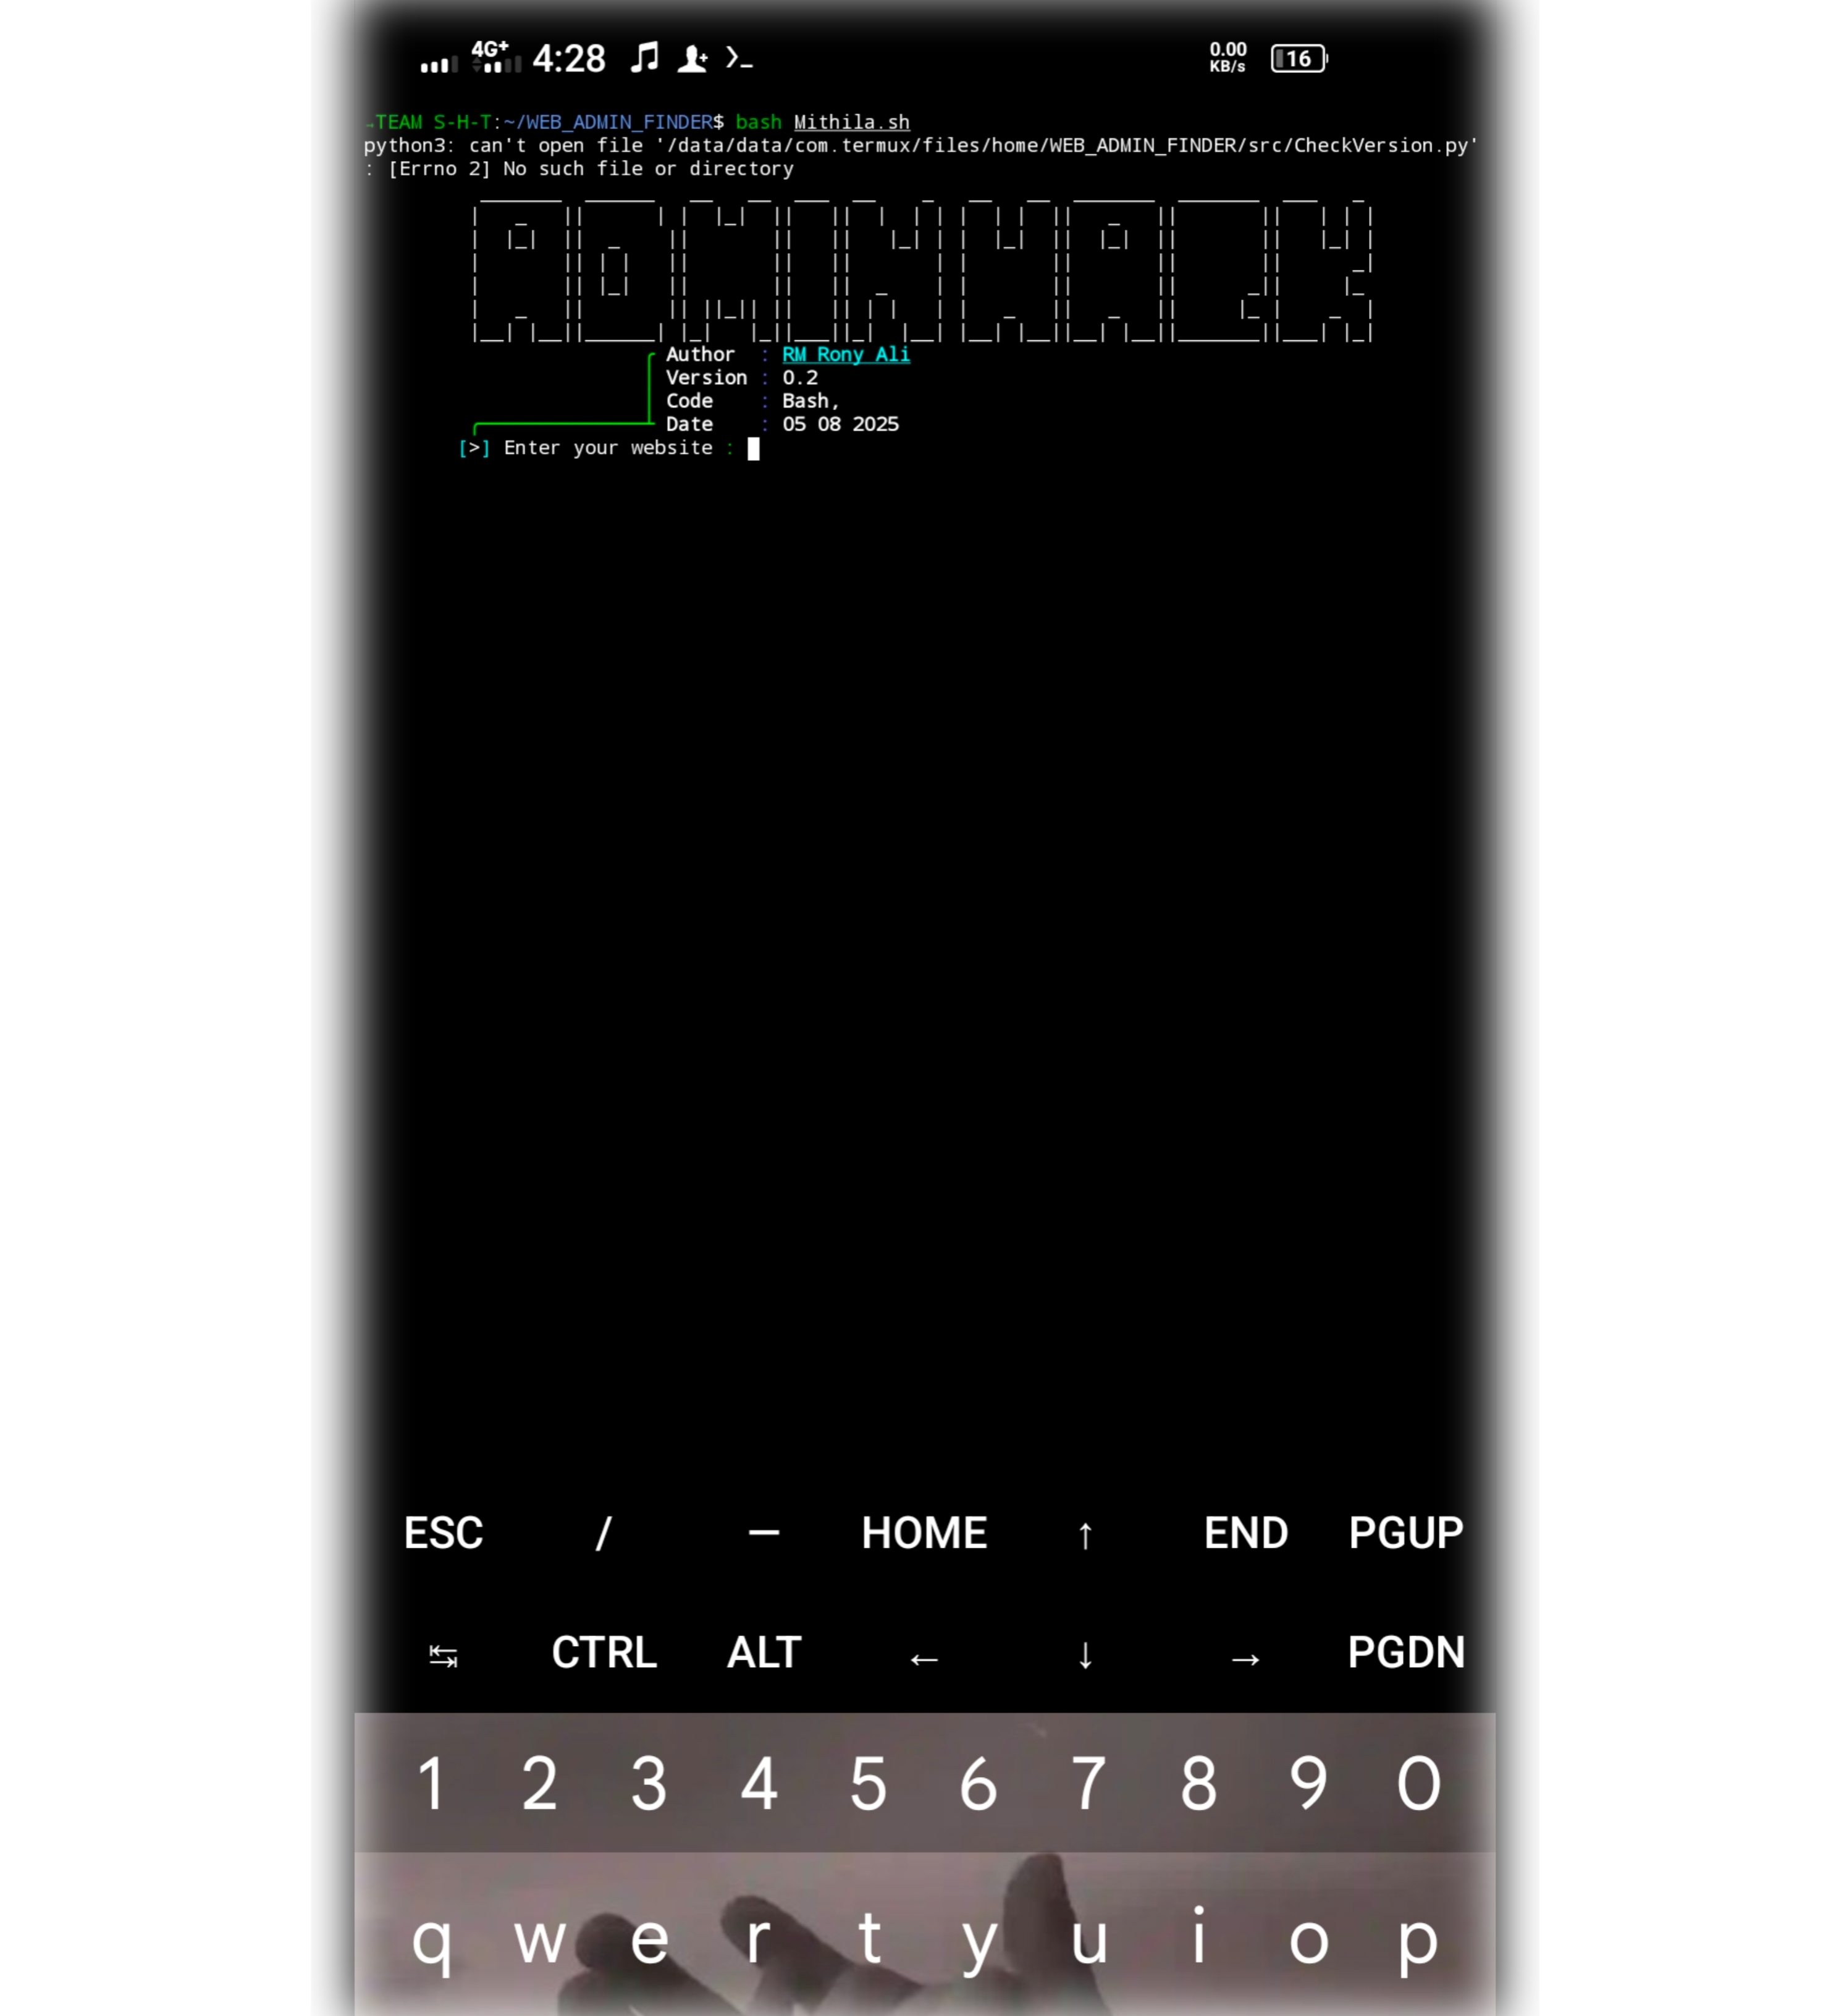 4G+ 4:28 0.00 KB/s 16
→TEAM S-H-T:~/WEB_ADMIN_FINDER$ bash Mithila.sh
python3: can't open file '/data/data/com.termux/files/home/WEB_ADMIN_FINDER/src/CheckVersion.py'
: [Errno 2] No such file or directory
ADMINHACK
Author : RM Rony Ali
Version : 0.2
Code : Bash,
Date : 05 08 2025
[>] Enter your website :
ESC / — HOME ↑ END PGUP
↹ CTRL ALT ← ↓ → PGDN
1 2 3 4 5 6 7 8 9 0
q w e r t y u i o p